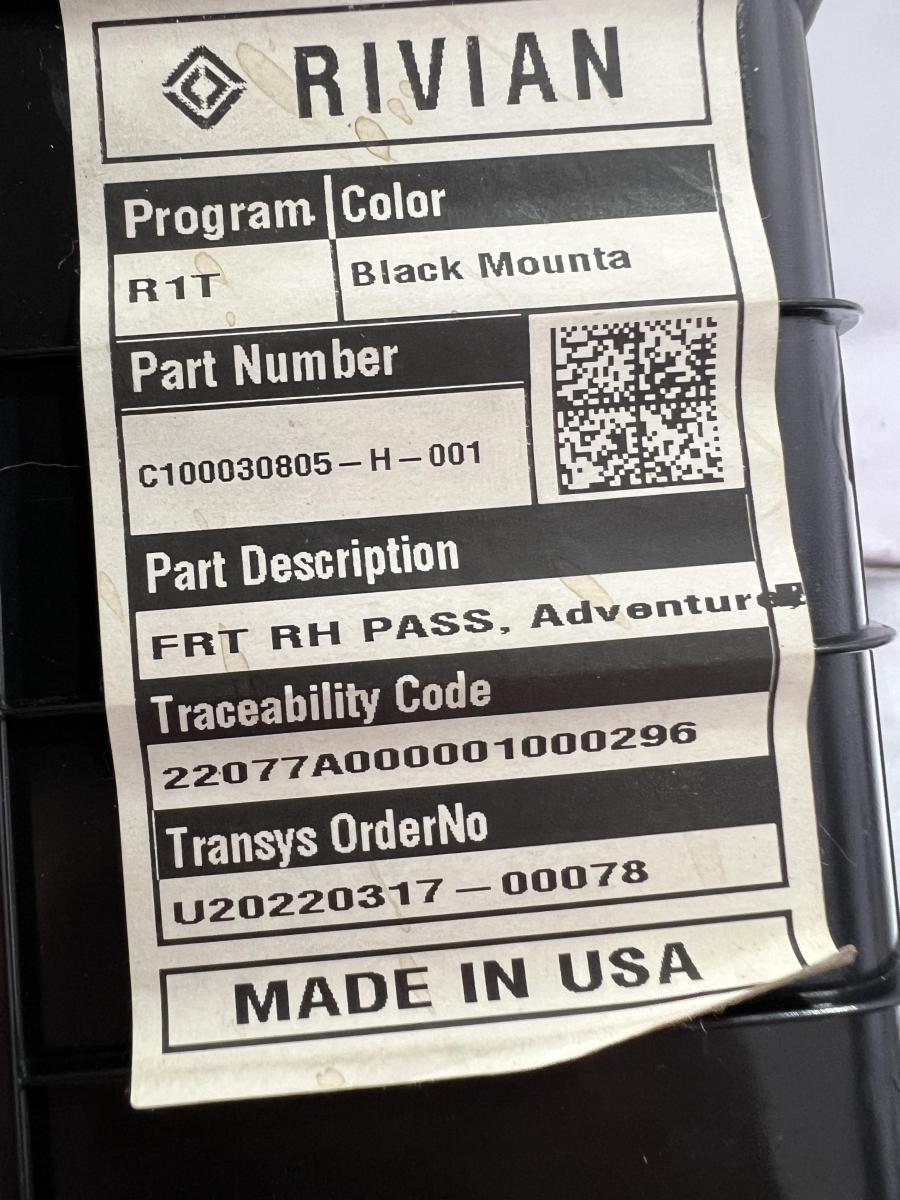 RIVIAN
Program Color
R1T Black Mounta
Part Number
C100030805-H-001
Part Description
FRT RH PASS, Adventure,
Traceability Code
22077A000001000296
Transys OrderNo
U20220317-00078
MADE IN USA